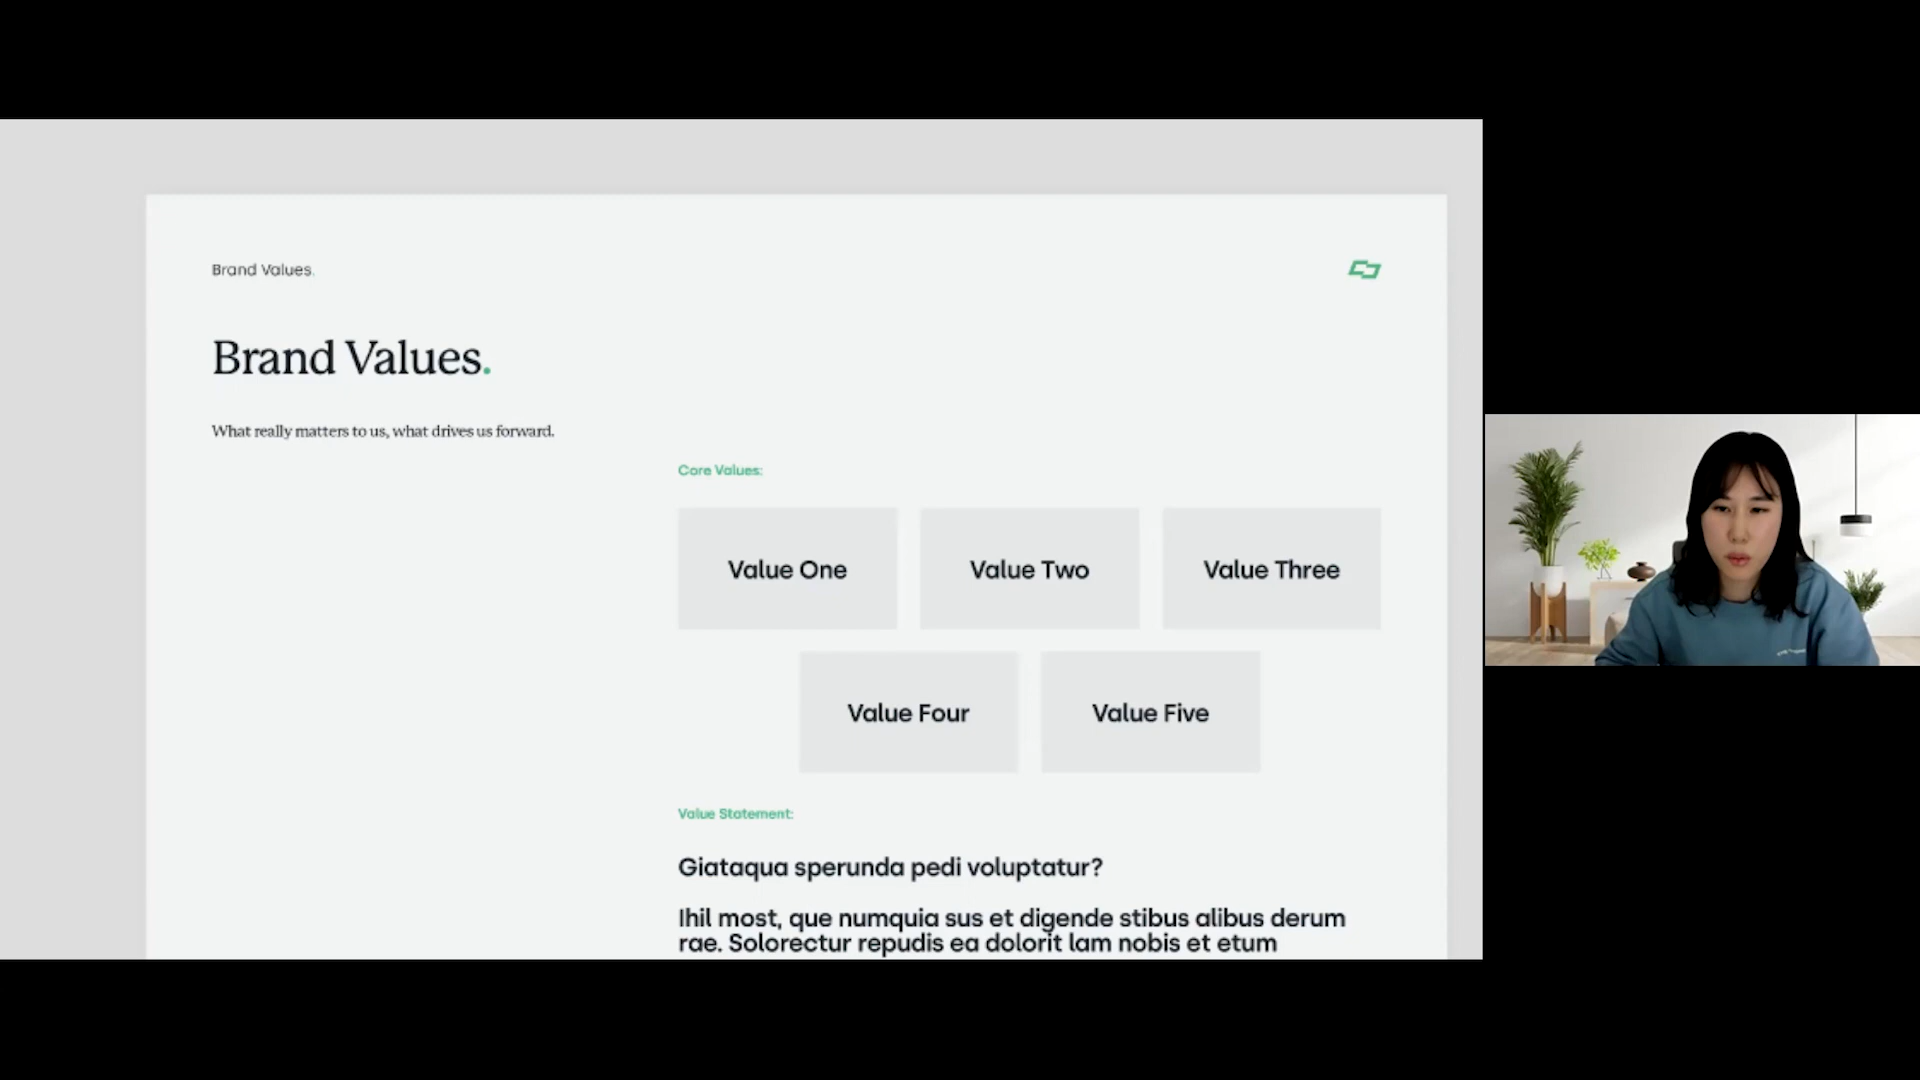 Brand Values.
Brand Values.
What really matters to us, what drives us forward.
Core Values:
Value One
Value Two
Value Three
Value Four
Value Five
Value Statement:
Giataqua sperunda pedi voluptatur?
Ihil most, que numquia sus et digende stibus alibus derum
rae. Solorectur repudis ea dolorit lam nobis et etum